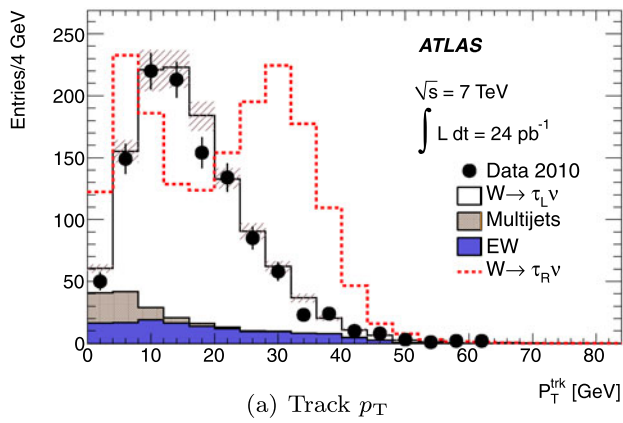 Entries/4 GeV
250
200
150
100
50
0
ATLAS
√s = 7 TeV
∫ L dt = 24 pb⁻¹
Data 2010
W→ τ_L ν
Multijets
EW
W→ τ_R ν
0 10 20 30 40 50 60 70 80
P_T^trk [GeV]
(a) Track p_T